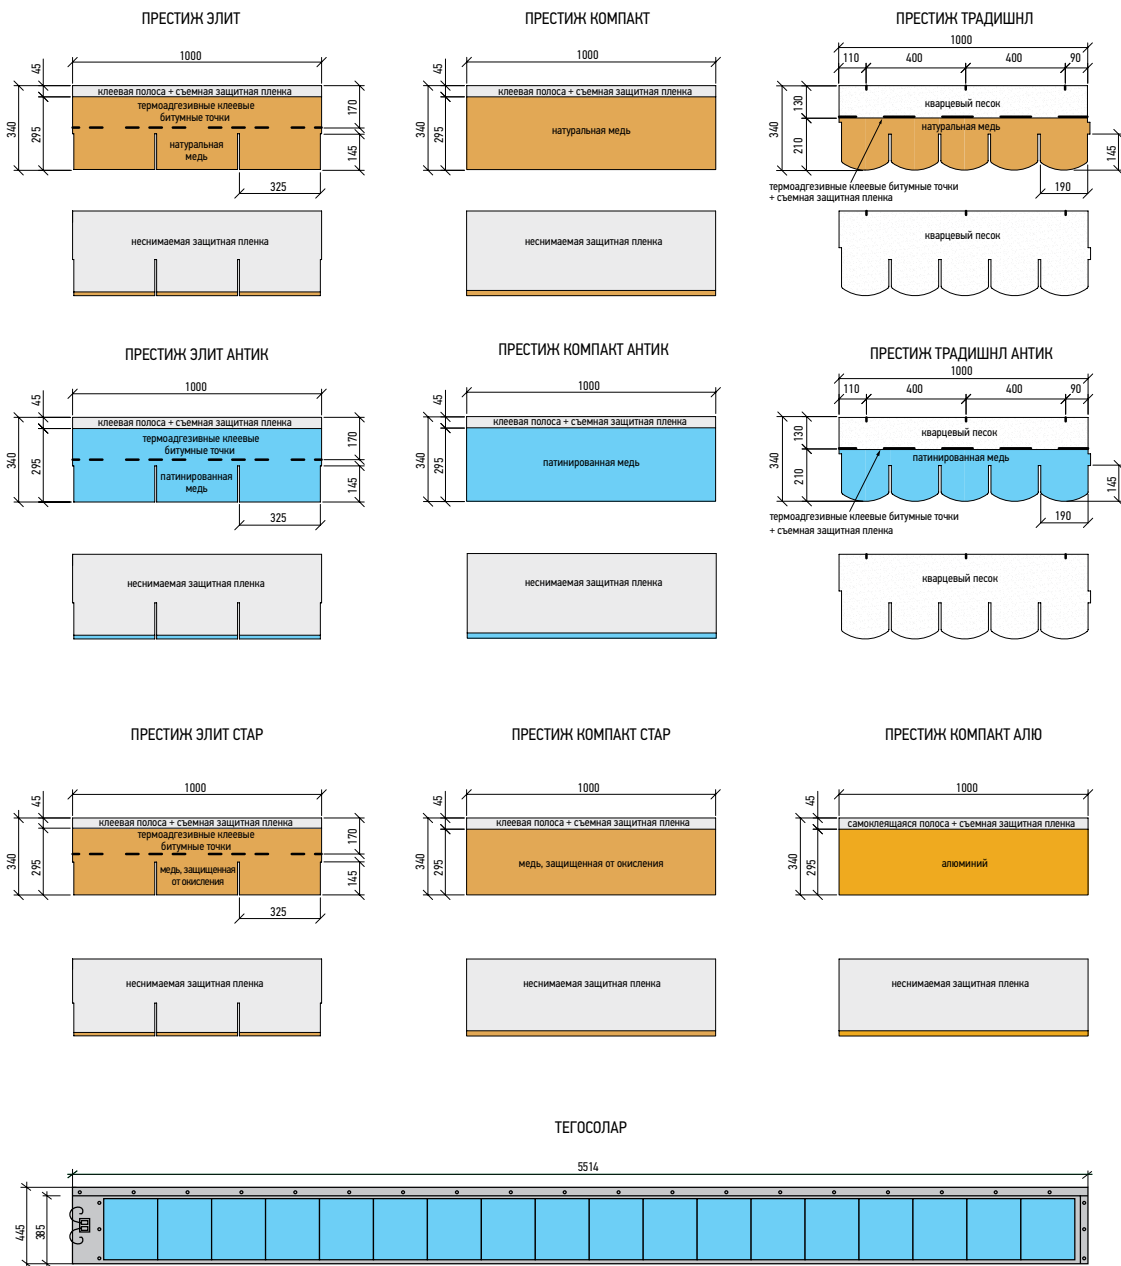 ПРЕСТИЖ ЭЛИТ
1000
45
340
295
170
145
325
клеевая полоса + съемная защитная пленка
термоадгезивные клеевые
битумные точки
натуральная
медь
неснимаемая защитная пленка
ПРЕСТИЖ КОМПАКТ
1000
45
340
295
клеевая полоса + съемная защитная пленка
натуральная медь
неснимаемая защитная пленка
ПРЕСТИЖ ТРАДИШНЛ
1000
110
400
400
90
130
340
210
145
190
кварцевый песок
натуральная медь
термоадгезивные клеевые битумные точки
+ съемная защитная пленка
кварцевый песок
ПРЕСТИЖ ЭЛИТ АНТИК
1000
45
340
295
170
145
325
клеевая полоса + съемная защитная пленка
термоадгезивные клеевые
битумные точки
патинированная
медь
неснимаемая защитная пленка
ПРЕСТИЖ КОМПАКТ АНТИК
1000
45
340
295
клеевая полоса + съемная защитная пленка
патинированная медь
неснимаемая защитная пленка
ПРЕСТИЖ ТРАДИШНЛ АНТИК
1000
110
400
400
90
130
340
210
145
190
кварцевый песок
патинированная медь
термоадгезивные клеевые битумные точки
+ съемная защитная пленка
кварцевый песок
ПРЕСТИЖ ЭЛИТ СТАР
1000
45
340
295
170
145
325
клеевая полоса + съемная защитная пленка
термоадгезивные клеевые
битумные точки
медь, защищенная
от окисления
неснимаемая защитная пленка
ПРЕСТИЖ КОМПАКТ СТАР
1000
45
340
295
клеевая полоса + съемная защитная пленка
медь, защищенная от окисления
неснимаемая защитная пленка
ПРЕСТИЖ КОМПАКТ АЛЮ
1000
45
340
295
самоклеящаяся полоса + съемная защитная пленка
алюминий
неснимаемая защитная пленка
ТЕГОСОЛАР
5514
445
385